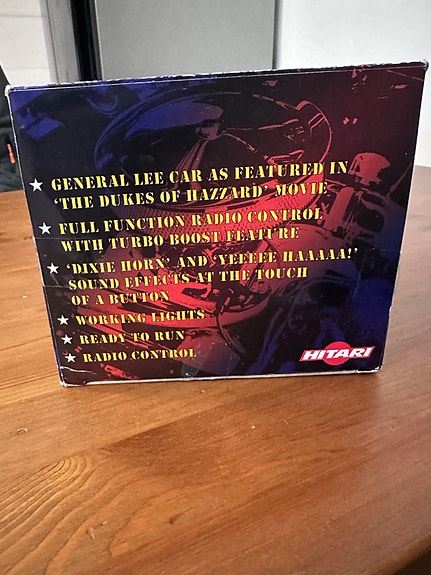 ★ GENERAL LEE CAR AS FEATURED IN
'THE DUKES OF HAZZARD' MOVIE
★ FULL FUNCTION RADIO CONTROL
WITH TURBO BOOST FEATURE
★ 'DIXIE HORN' AND 'YEEEEE HAAAAA!'
SOUND EFFECTS AT THE TOUCH
OF A BUTTON
★ WORKING LIGHTS
★ READY TO RUN
★ RADIO CONTROL
HITARI